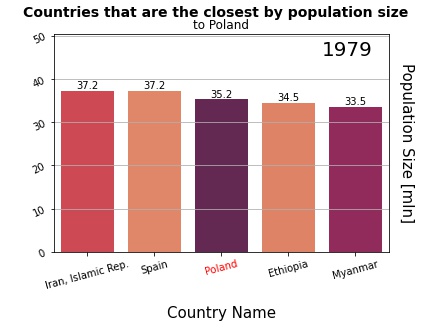 Countries that are the closest by population size
to Poland
1979
50
40
30
20
10
0
37.2
37.2
35.2
34.5
33.5
Iran, Islamic Rep.
Spain
Poland
Ethiopia
Myanmar
Country Name
Population Size [mln]